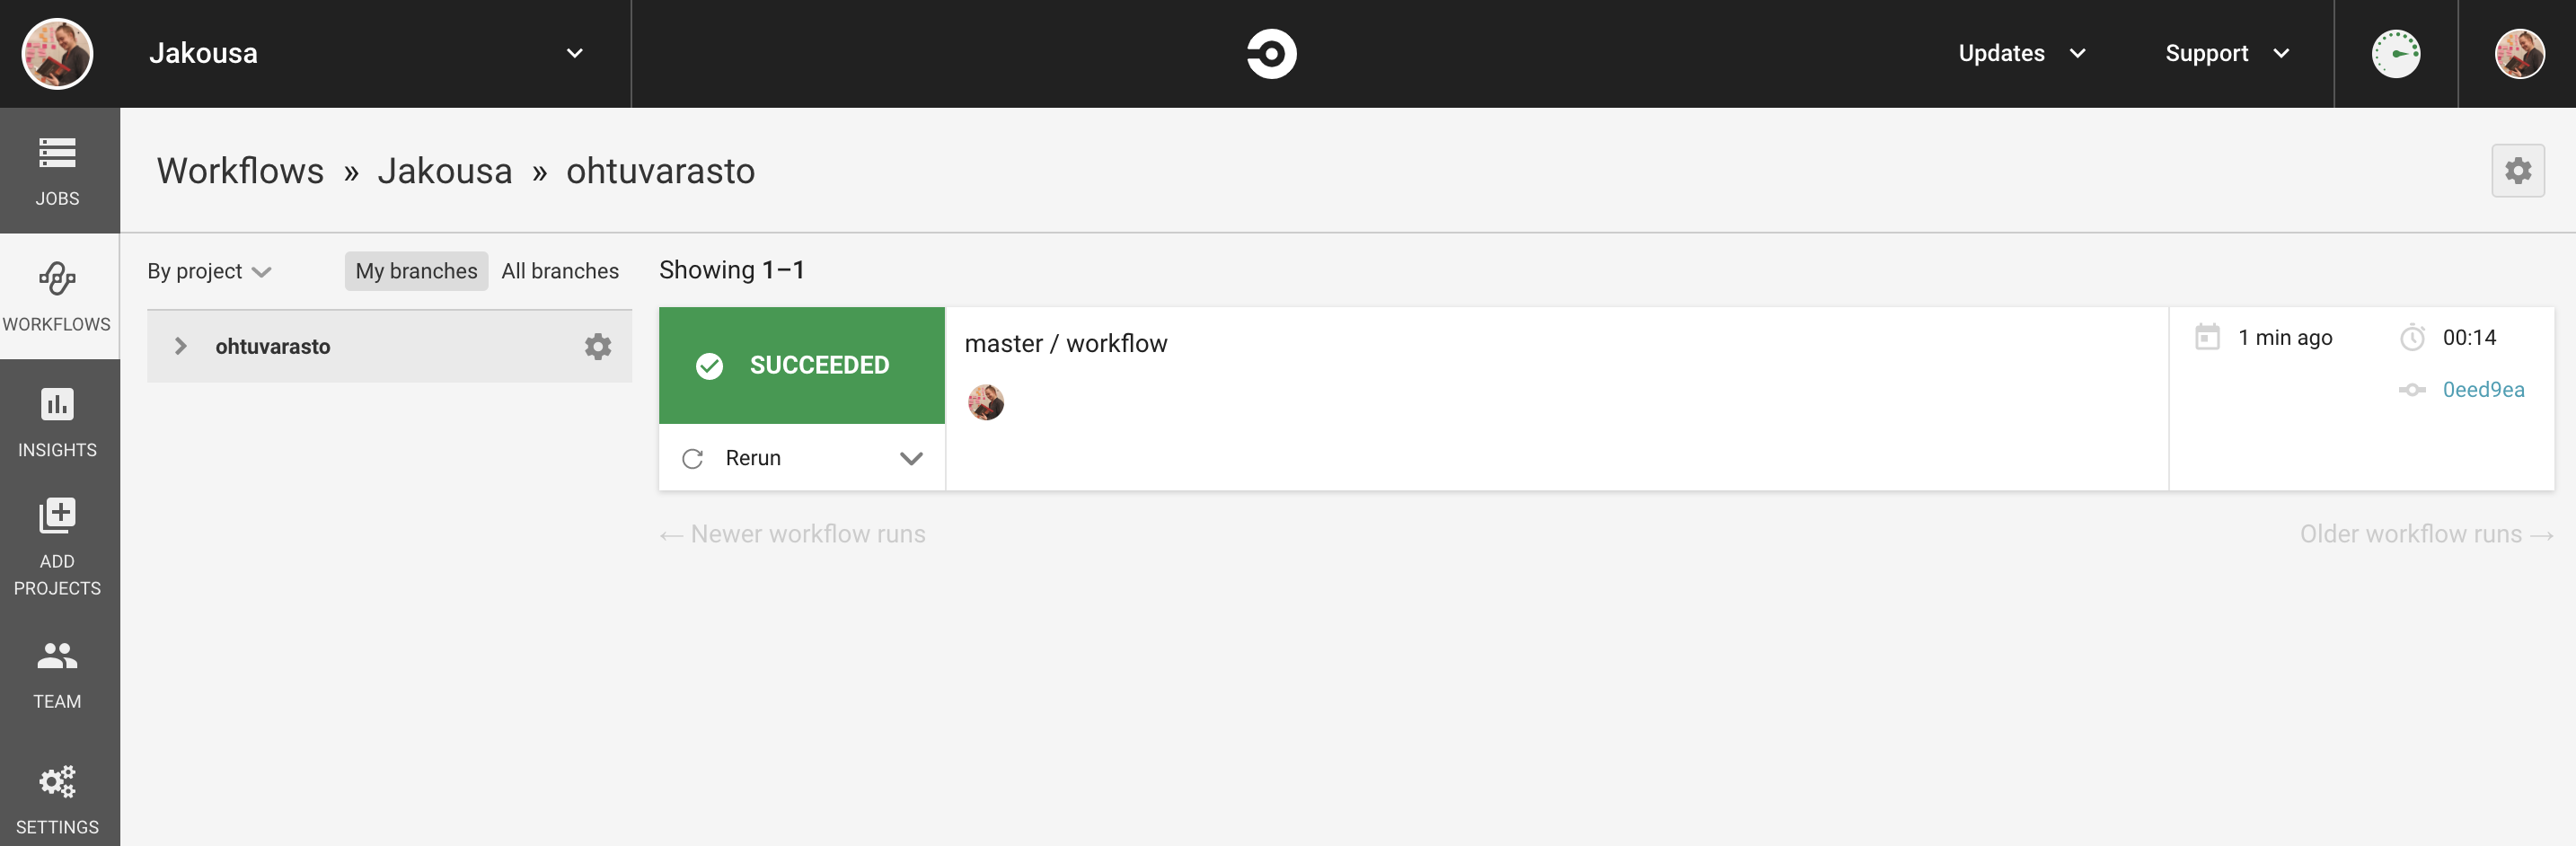 Jakousa
Updates
Support
JOBS
WORKFLOWS
INSIGHTS
ADD
PROJECTS
TEAM
SETTINGS
Workflows » Jakousa » ohtuvarasto
By project
My branches
All branches
ohtuvarasto
Showing 1–1
SUCCEEDED
Rerun
master / workflow
1 min ago
00:14
0eed9ea
← Newer workflow runs
Older workflow runs →